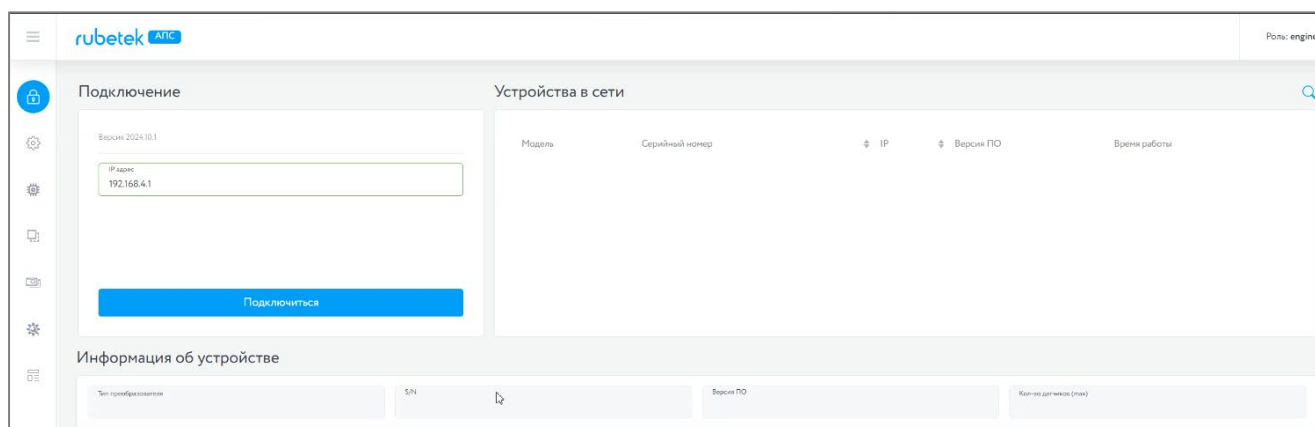 rubetek АПС
Роль: engine
Подключение
Версия 2024.10.1
IP адрес
192.168.4.1
Подключиться
Устройства в сети
Модель Серийный номер IP Версия ПО Время работы
Информация об устройстве
Тип преобразователя S/N Версия ПО Кол-во датчиков (max)